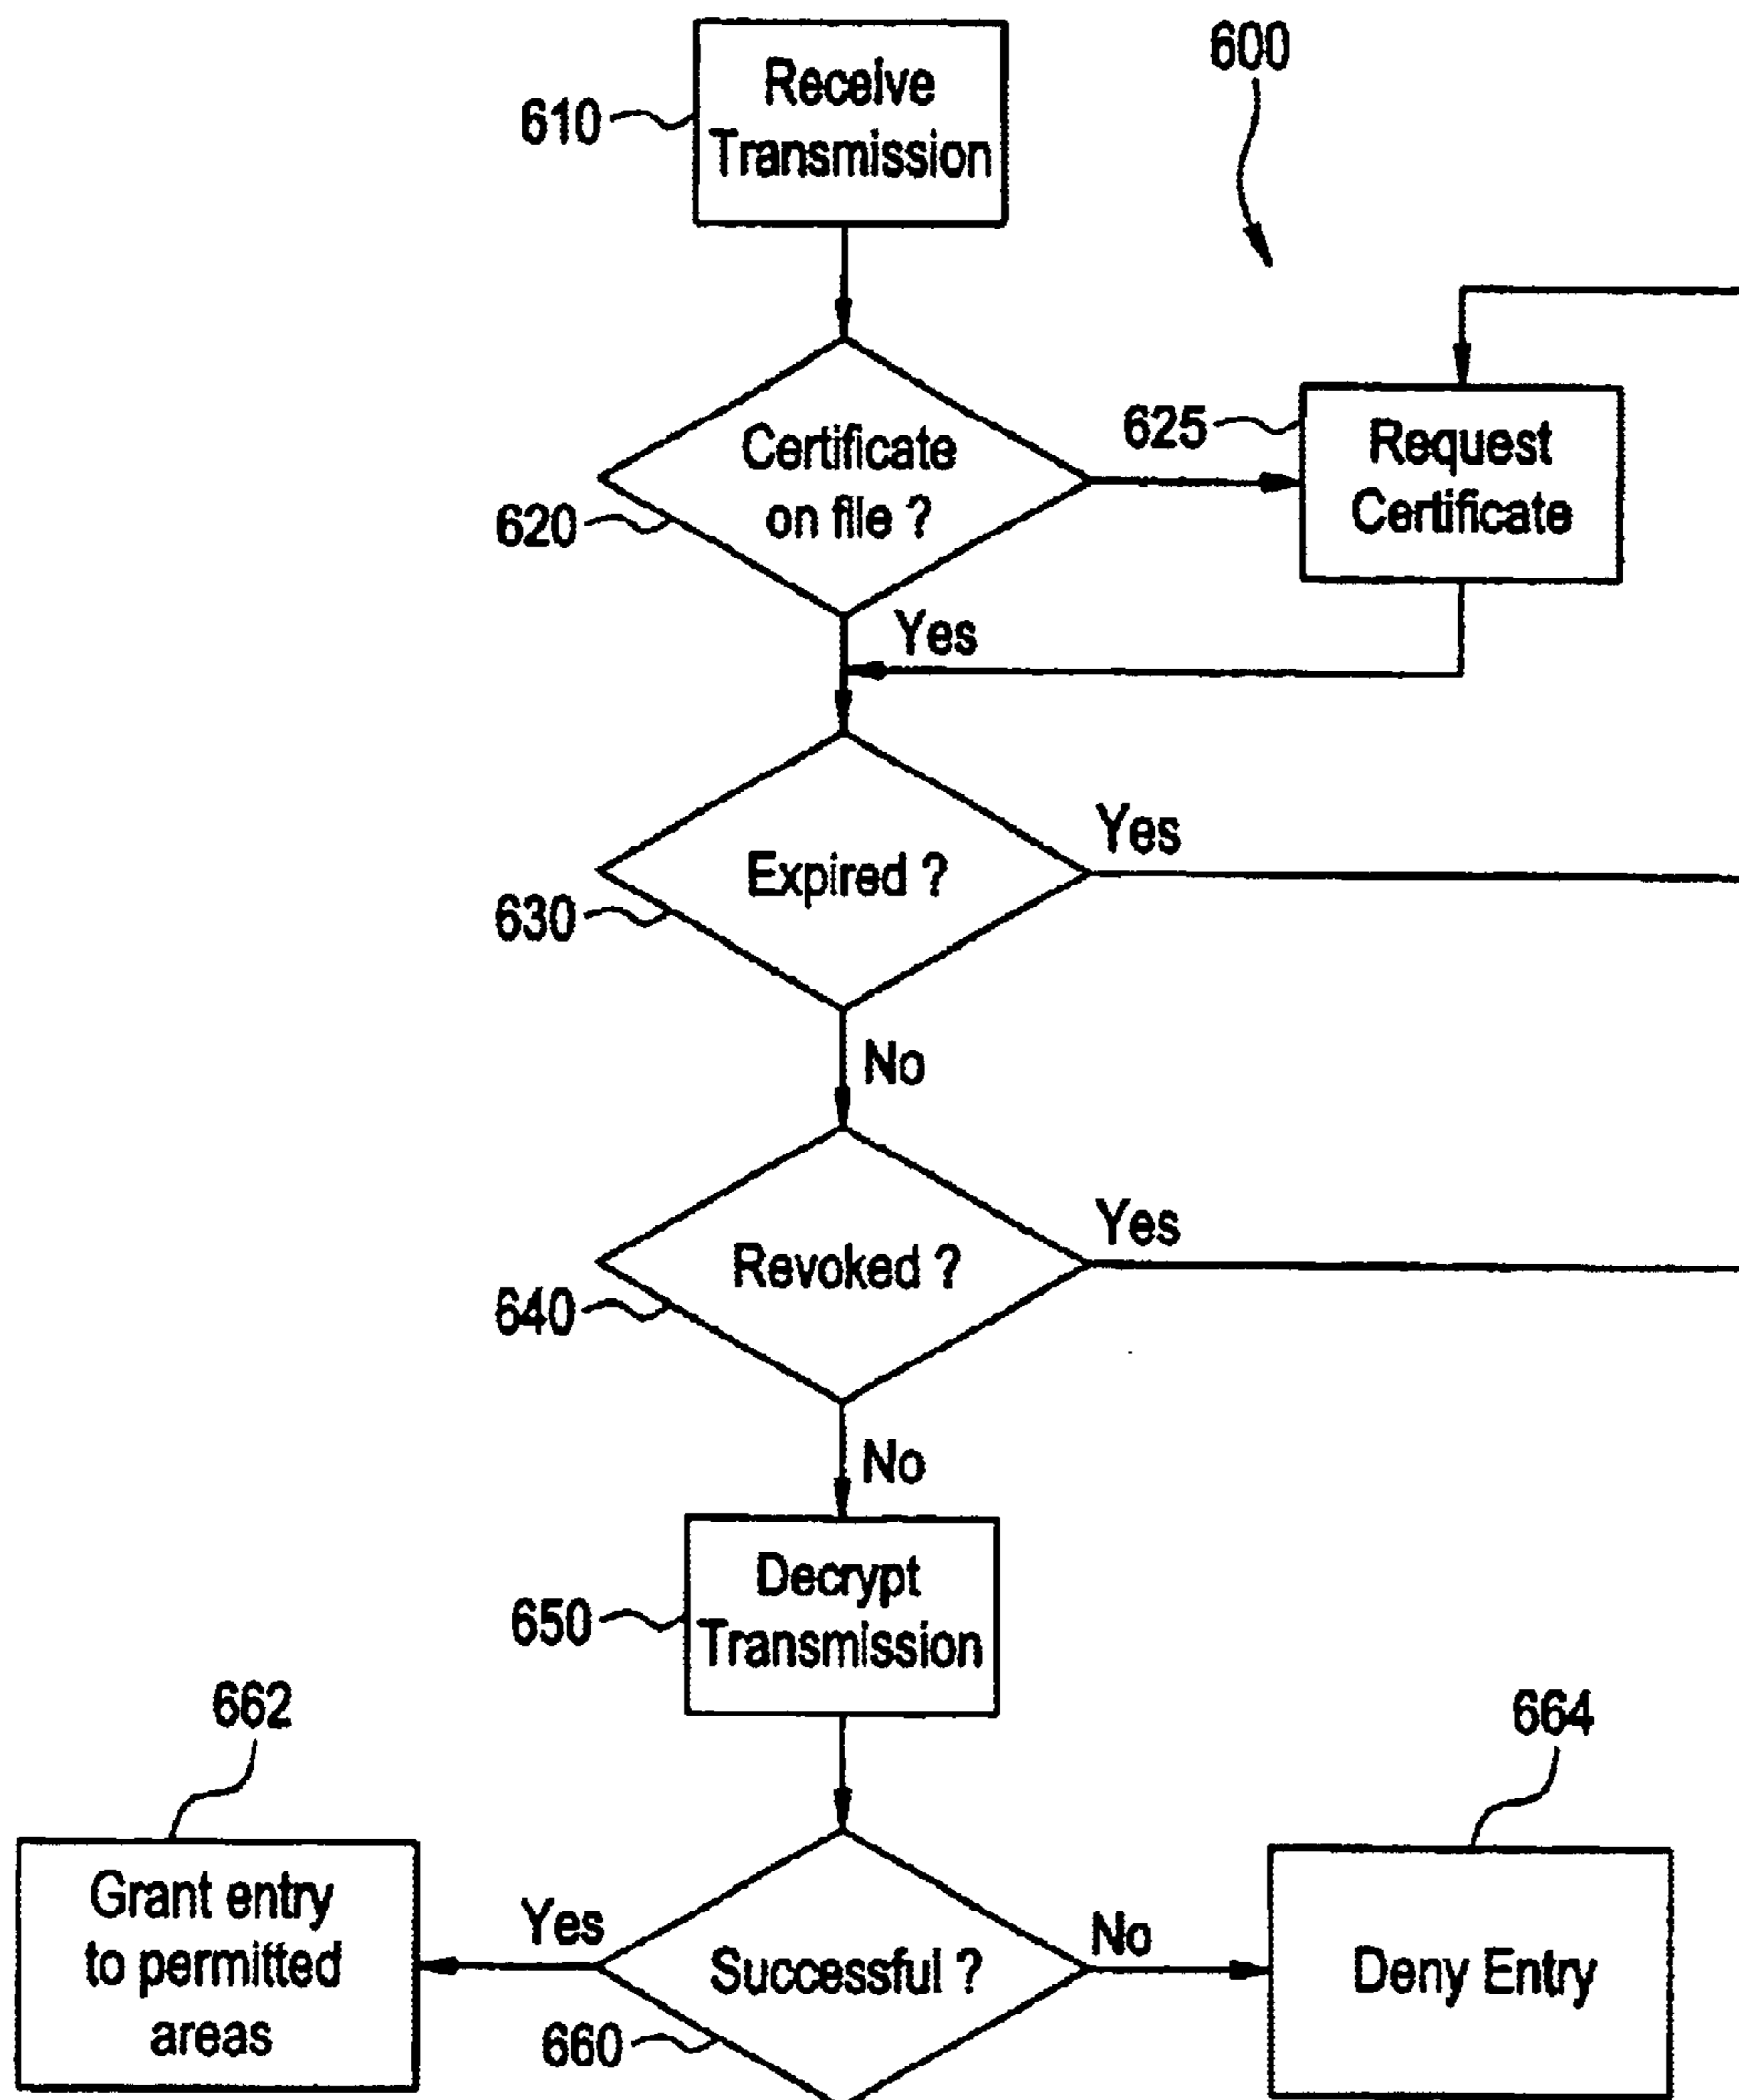 600
610
Receive
Transmission
620
Certificate
on file ?
625
Request
Certificate
Yes
630
Expired ?
Yes
No
640
Revoked ?
Yes
No
650
Decrypt
Transmission
662
664
Grant entry
to permitted
areas
Yes
Successful ?
660
No
Deny Entry